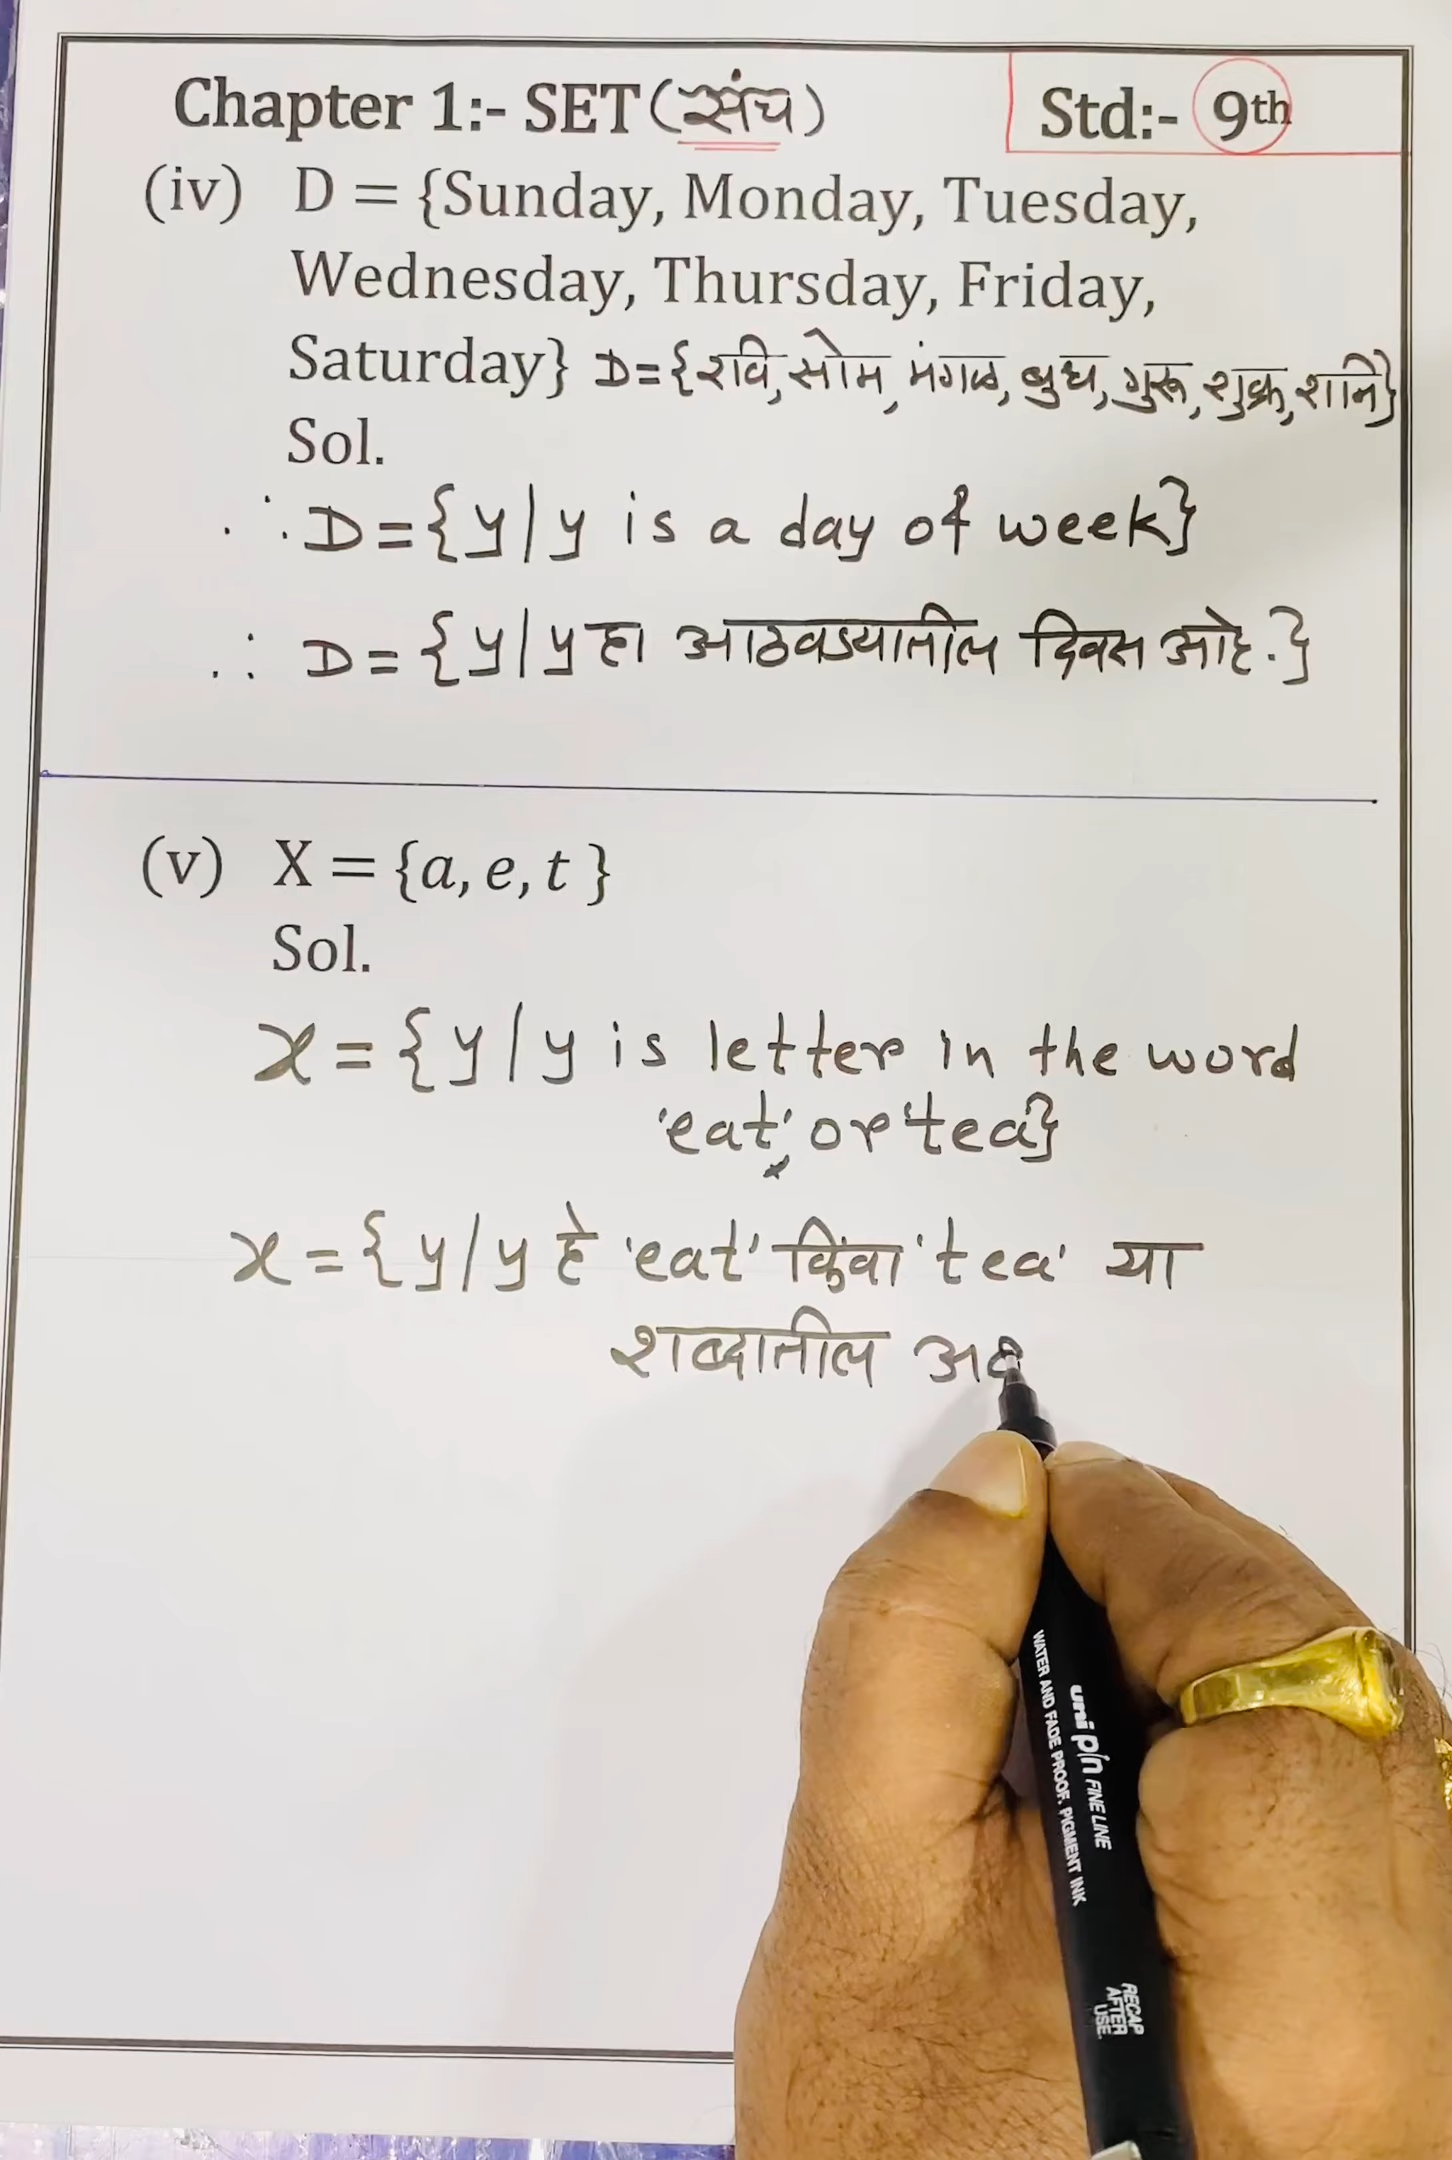 Chapter 1:- SET (संच)
Std:- 9th
(iv) D = {Sunday, Monday, Tuesday,
Wednesday, Thursday, Friday,
Saturday} D={रवि, सोम, मंगळ, बुध, गुरू, शुक्र, शनि}
Sol.
∴ D={y/y is a day of week}
∴ D={y/y हा आठवड्यातील दिवस आहे.}
(v) X = {a, e, t }
Sol.
X={y/y is letter in the word
'eat' or 'tea}
x={y/y हे 'eat' किंवा 'tea' या
शब्दातील
uni pin FINE LINE
WATER AND FADE PROOF, PIGMENT INK
RECAP
AFTER
USE.